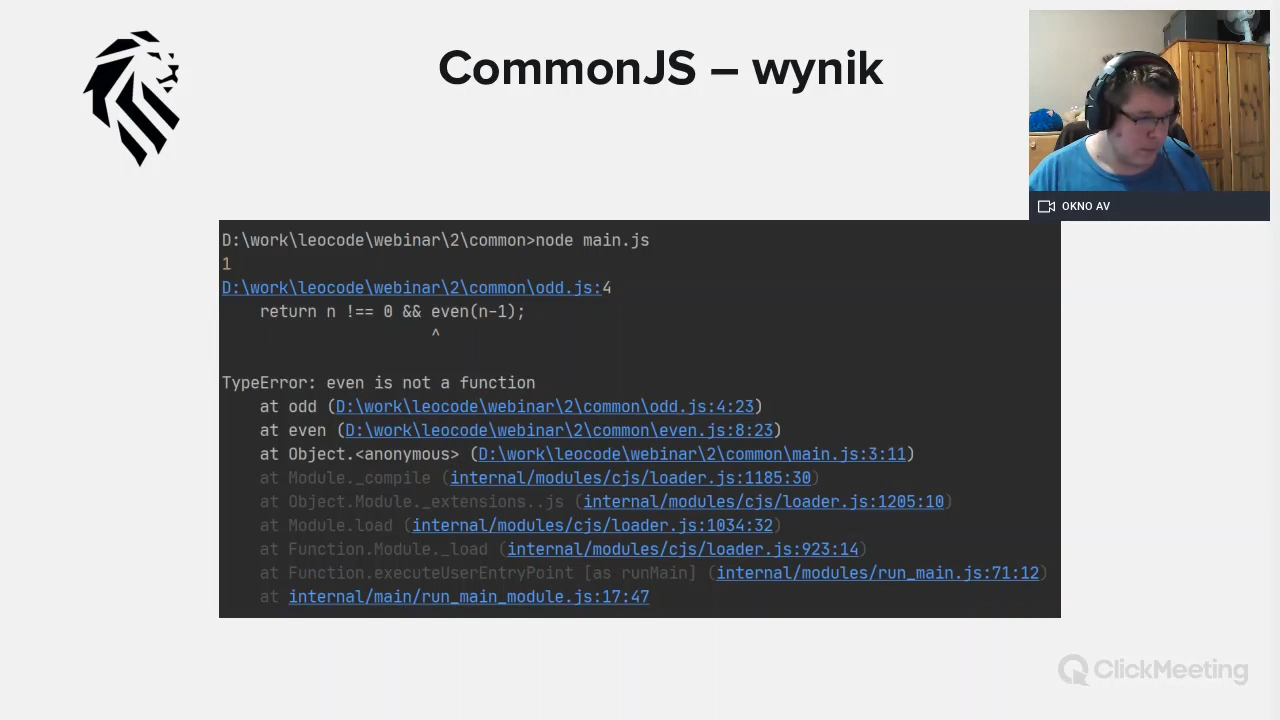 CommonJS – wynik
OKNO AV
D:\work\leocode\webinar\2\common>node main.js
1
D:\work\leocode\webinar\2\common\odd.js:4
    return n !== 0 && even(n-1);
                      ^
TypeError: even is not a function
    at odd (D:\work\leocode\webinar\2\common\odd.js:4:23)
    at even (D:\work\leocode\webinar\2\common\even.js:8:23)
    at Object.<anonymous> (D:\work\leocode\webinar\2\common\main.js:3:11)
    at Module._compile (internal/modules/cjs/loader.js:1185:30)
    at Object.Module._extensions..js (internal/modules/cjs/loader.js:1205:10)
    at Module.load (internal/modules/cjs/loader.js:1034:32)
    at Function.Module._load (internal/modules/cjs/loader.js:923:14)
    at Function.executeUserEntryPoint [as runMain] (internal/modules/run_main.js:71:12)
    at internal/main/run_main_module.js:17:47
ClickMeeting